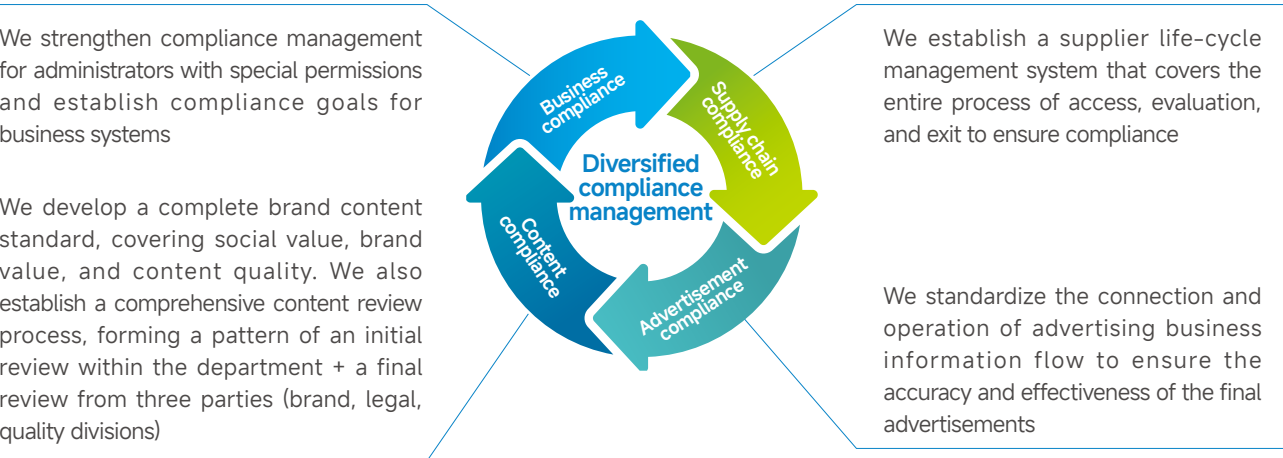 We strengthen compliance management
for administrators with special permissions
and establish compliance goals for
business systems
We develop a complete brand content
standard, covering social value, brand
value, and content quality. We also
establish a comprehensive content review
process, forming a pattern of an initial
review within the department + a final
review from three parties (brand, legal,
quality divisions)
Business
compliance
Supply chain
compliance
Diversified
compliance
management
Content
compliance
Advertisement
compliance
We establish a supplier life-cycle
management system that covers the
entire process of access, evaluation,
and exit to ensure compliance
We standardize the connection and
operation of advertising business
information flow to ensure the
accuracy and effectiveness of the final
advertisements